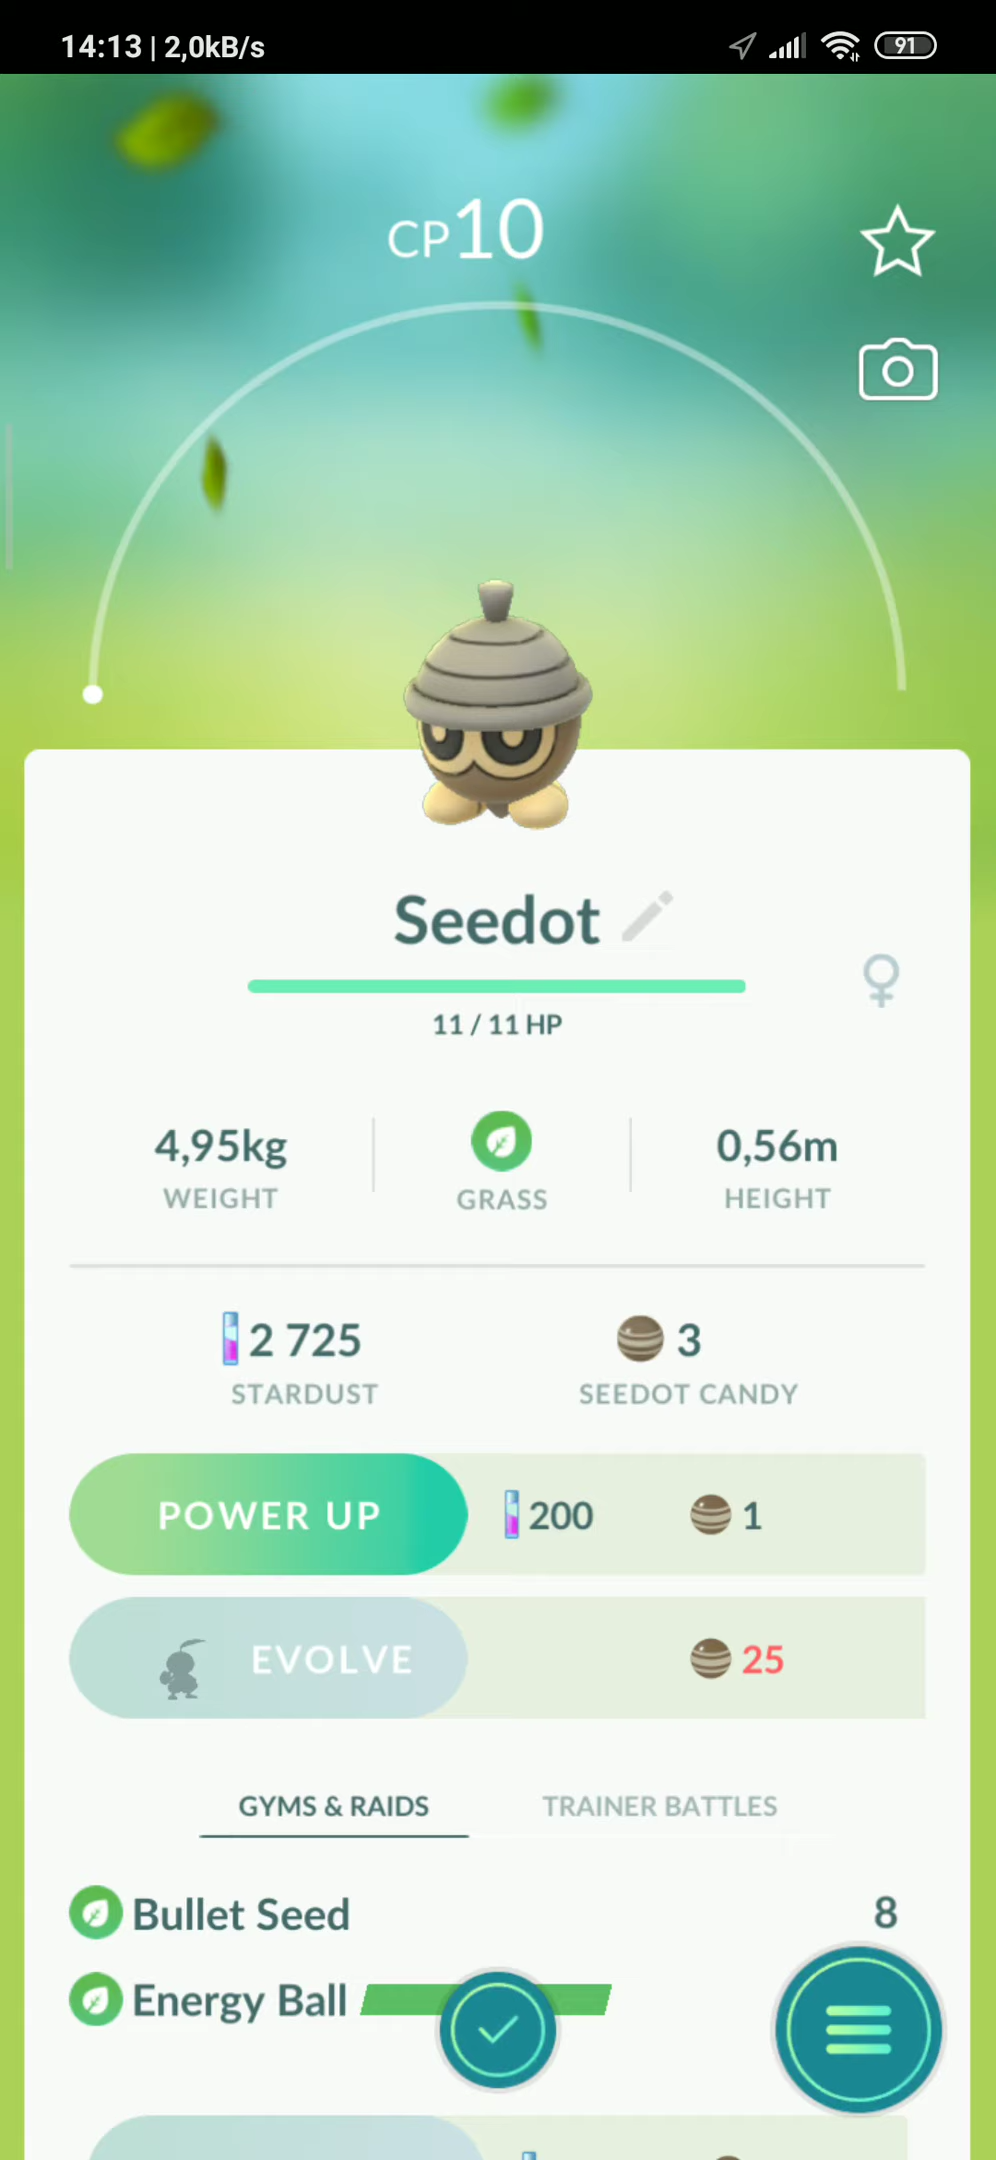 14:13 | 2,0kB/s
91
CP10
Seedot
11 / 11 HP
4,95kg
WEIGHT
GRASS
0,56m
HEIGHT
2 725
STARDUST
3
SEEDOT CANDY
POWER UP
200
1
EVOLVE
25
GYMS & RAIDS
TRAINER BATTLES
Bullet Seed
8
Energy Ball